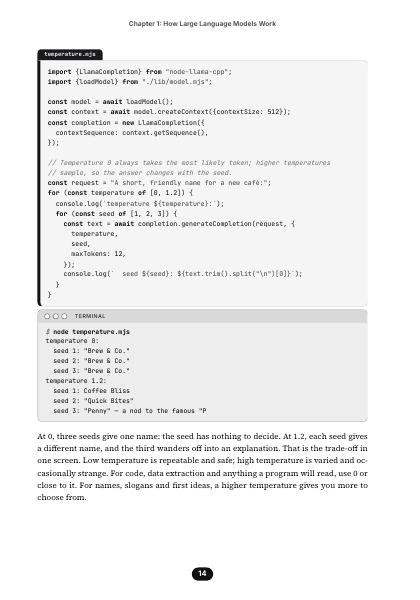 Chapter 1: How Large Language Models Work
temperature.mjs
import {LlamaCompletion} from "node-llama-cpp";
import {loadModel} from "./lib/model.mjs";
const model = await loadModel();
const context = await model.createContext({contextSize: 512});
const completion = new LlamaCompletion({
  contextSequence: context.getSequence(),
});
// Temperature 0 always takes the most likely token; higher temperatures
// sample, so the answer changes with the seed.
const request = "A short, friendly name for a new café:";
for (const temperature of [0, 1.2]) {
  console.log(`temperature ${temperature}:`);
  for (const seed of [1, 2, 3]) {
    const text = await completion.generateCompletion(request, {
      temperature,
      seed,
      maxTokens: 12,
    });
    console.log(`  seed ${seed}: ${text.trim().split("\n")[0]}`);
  }
}
TERMINAL
$ node temperature.mjs
temperature 0:
  seed 1: "Brew & Co."
  seed 2: "Brew & Co."
  seed 3: "Brew & Co."
temperature 1.2:
  seed 1: Coffee Bliss
  seed 2: "Quick Bites"
  seed 3: "Penny" — a nod to the famous "P
At 0, three seeds give one name: the seed has nothing to decide. At 1.2, each seed gives
a different name, and the third wanders off into an explanation. That is the trade-off in
one screen. Low temperature is repeatable and safe; high temperature is varied and oc-
casionally strange. For code, data extraction and anything a program will read, use 0 or
close to it. For names, slogans and first ideas, a higher temperature gives you more to
choose from.
14